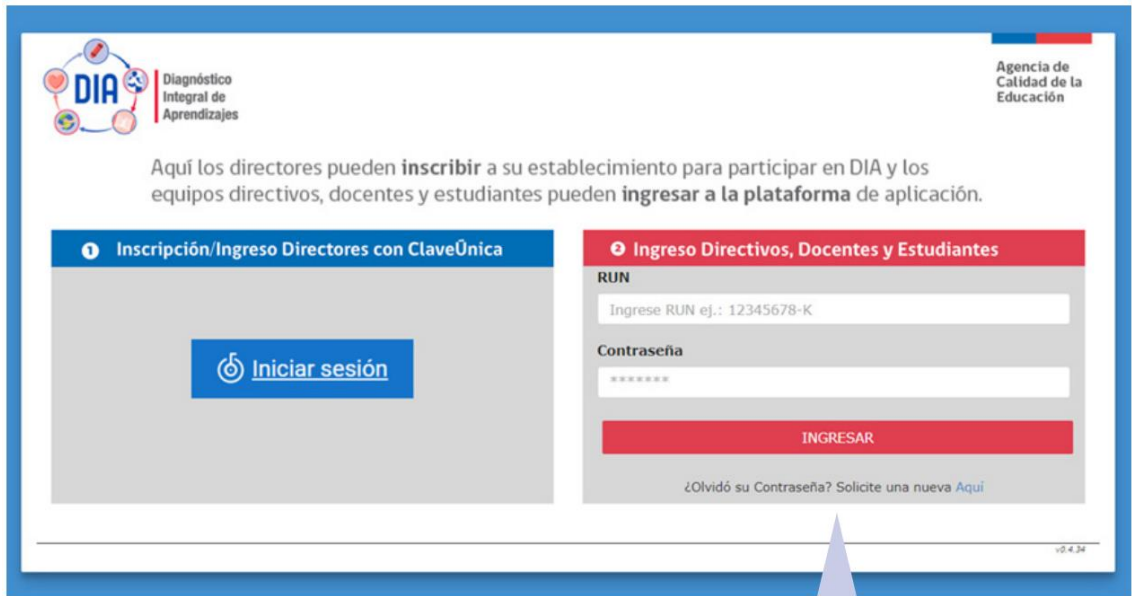 DIA
Diagnóstico
Integral de
Aprendizajes
Agencia de
Calidad de la
Educación
Aquí los directores pueden inscribir a su establecimiento para participar en DIA y los
equipos directivos, docentes y estudiantes pueden ingresar a la plataforma de aplicación.
1 Inscripción/Ingreso Directores con ClaveÚnica
Iniciar sesión
2 Ingreso Directivos, Docentes y Estudiantes
RUN
Ingrese RUN ej.: 12345678-K
Contraseña
*******
INGRESAR
¿Olvidó su Contraseña? Solicite una nueva Aquí
v0.4.34